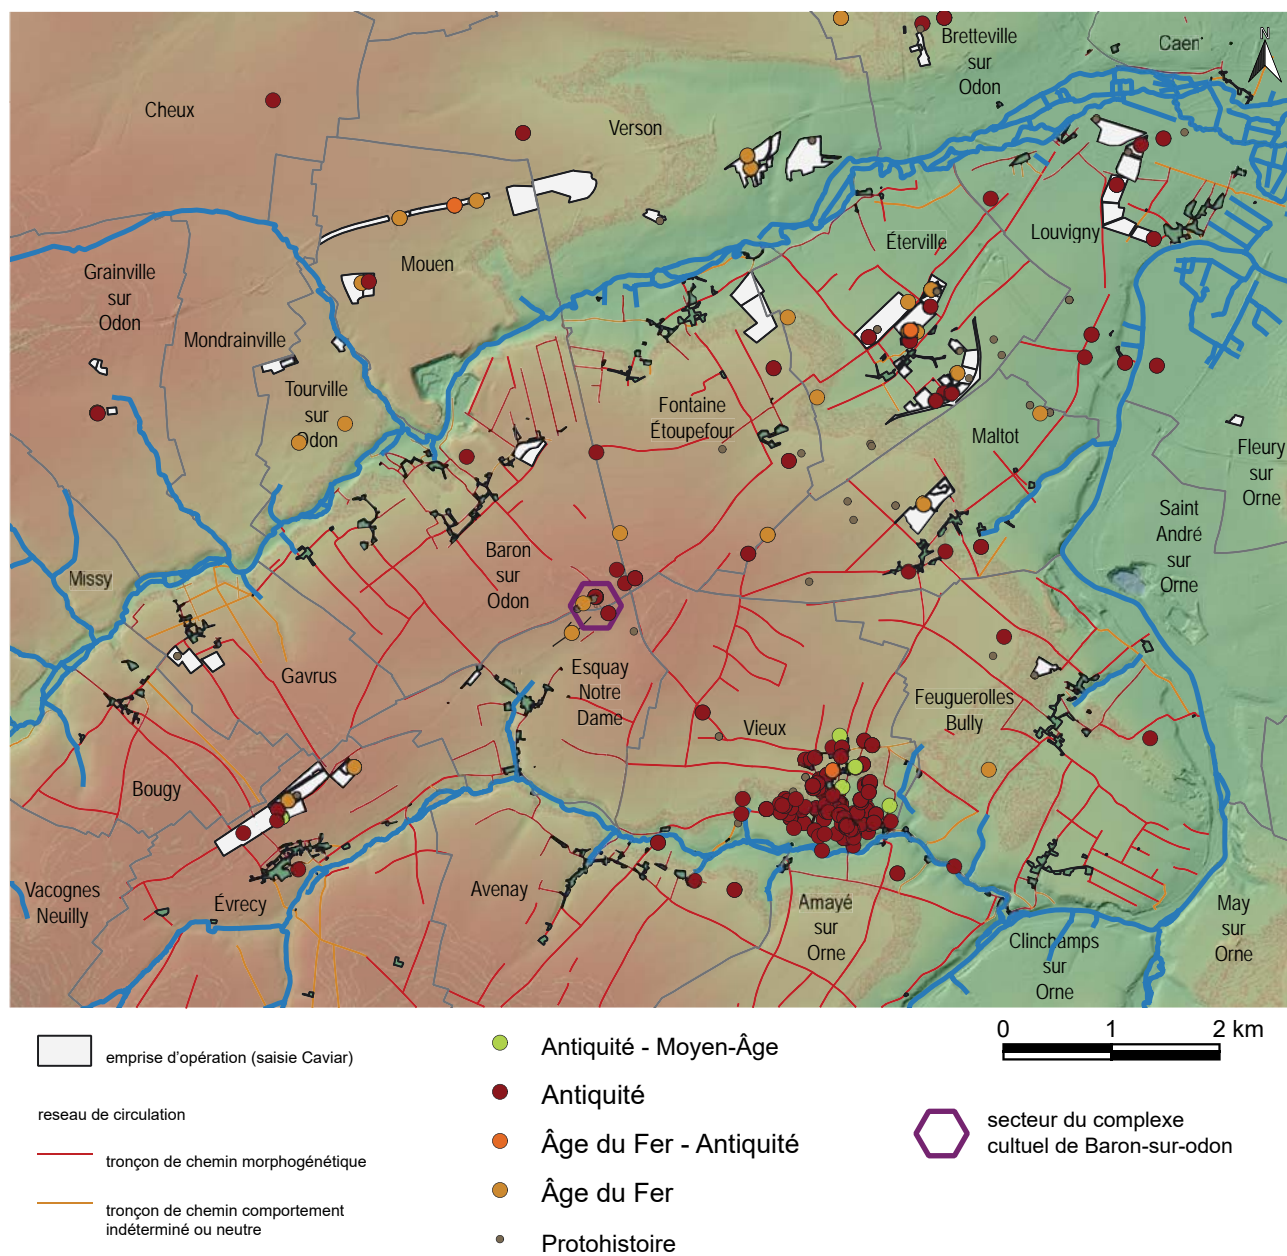 Bretteville
sur
Odon
Caen
N
Cheux
Verson
Éterville
Louvigny
Grainville
sur
Odon
Mouen
Mondrainville
Tourville
sur
Odon
Fontaine
Étoupefour
Maltot
Fleury
sur
Orne
Saint
André
sur
Orne
Baron
sur
Odon
Missy
Gavrus
Esquay
Notre
Dame
Feuguerolles
Bully
Vieux
Bougy
Vacognes
Neuilly
Évrecy
Avenay
Amayé
sur
Orne
Clinchamps
sur
Orne
May
sur
Orne
emprise d'opération (saisie Caviar)
reseau de circulation
tronçon de chemin morphogénétique
tronçon de chemin comportement
indéterminé ou neutre
Antiquité - Moyen-Âge
Antiquité
Âge du Fer - Antiquité
Âge du Fer
Protohistoire
0 1 2 km
secteur du complexe
cultuel de Baron-sur-odon